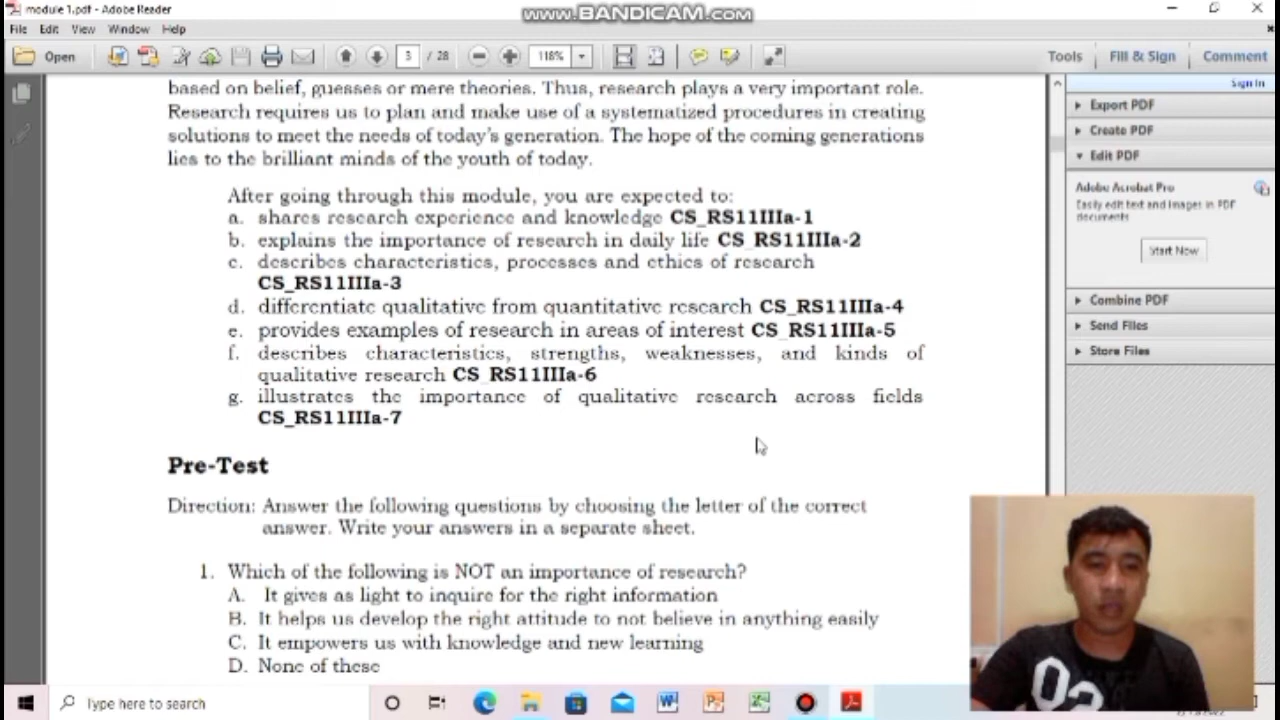 module 1.pdf - Adobe Reader
www.BANDICAM.com
File Edit View Window Help
Open 3 / 28 118% Tools Fill & Sign Comment
Sign In
based on belief, guesses or mere theories. Thus, research plays a very important role.
Research requires us to plan and make use of a systematized procedures in creating
solutions to meet the needs of today's generation. The hope of the coming generations
lies to the brilliant minds of the youth of today.
After going through this module, you are expected to:
a. shares research experience and knowledge CS_RS11IIIa-1
b. explains the importance of research in daily life CS_RS11IIIa-2
c. describes characteristics, processes and ethics of research
CS_RS11IIIa-3
d. differentiate qualitative from quantitative research CS_RS11IIIa-4
e. provides examples of research in areas of interest CS_RS11IIIa-5
f. describes characteristics, strengths, weaknesses, and kinds of
qualitative research CS_RS11IIIa-6
g. illustrates the importance of qualitative research across fields
CS_RS11IIIa-7
Pre-Test
Direction: Answer the following questions by choosing the letter of the correct
answer. Write your answers in a separate sheet.
1. Which of the following is NOT an importance of research?
A. It gives as light to inquire for the right information
B. It helps us develop the right attitude to not believe in anything easily
C. It empowers us with knowledge and new learning
D. None of these
Export PDF
Create PDF
Edit PDF
Adobe Acrobat Pro
Easily edit text and images in PDF
documents
Start Now
Combine PDF
Send Files
Store Files
02
Type here to search